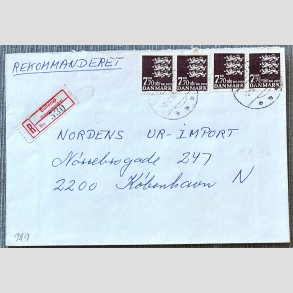 REKOMMANDERET
7.70 7.70 7.70 7.70
DANMARK DANMARK DANMARK DANMARK
R
NORDENS UR-IMPORT
Nørrebrogade 247
2200 København N